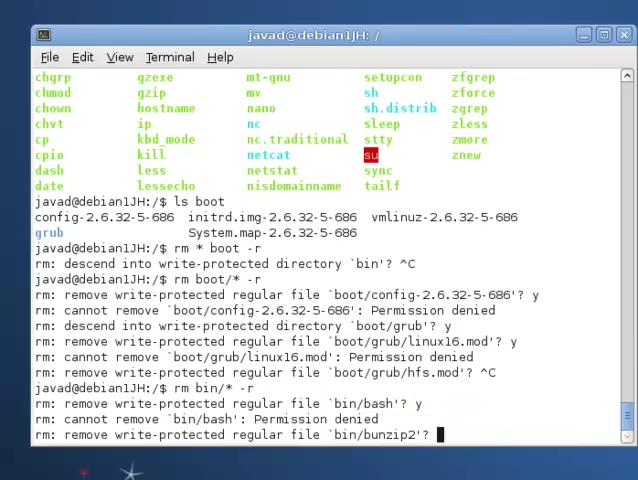 javad@debian1JH: /
File Edit View Terminal Help
chgrp gzexe mt-gnu setupcon zfgrep
chmod gzip mv sh zforce
chown hostname nano sh.distrib zgrep
chvt ip nc sleep zless
cp kbd_mode nc.traditional stty zmore
cpio kill netcat su znew
dash less netstat sync
date lessecho nisdomainname tailf
javad@debian1JH:/$ ls boot
config-2.6.32-5-686 initrd.img-2.6.32-5-686 vmlinuz-2.6.32-5-686
grub System.map-2.6.32-5-686
javad@debian1JH:/$ rm * boot -r
rm: descend into write-protected directory `bin'? ^C
javad@debian1JH:/$ rm boot/* -r
rm: remove write-protected regular file `boot/config-2.6.32-5-686'? y
rm: cannot remove `boot/config-2.6.32-5-686': Permission denied
rm: descend into write-protected directory `boot/grub'? y
rm: remove write-protected regular file `boot/grub/linux16.mod'? y
rm: cannot remove `boot/grub/linux16.mod': Permission denied
rm: remove write-protected regular file `boot/grub/hfs.mod'? ^C
javad@debian1JH:/$ rm bin/* -r
rm: remove write-protected regular file `bin/bash'? y
rm: cannot remove `bin/bash': Permission denied
rm: remove write-protected regular file `bin/bunzip2'?